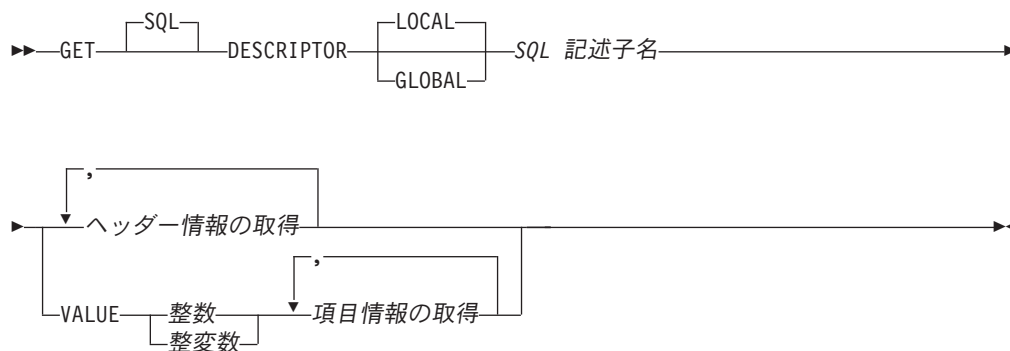 SQL
LOCAL
GET
DESCRIPTOR
SQL 記述子名
GLOBAL
,
ヘッダー情報の取得
,
VALUE
整数
項目情報の取得
整変数